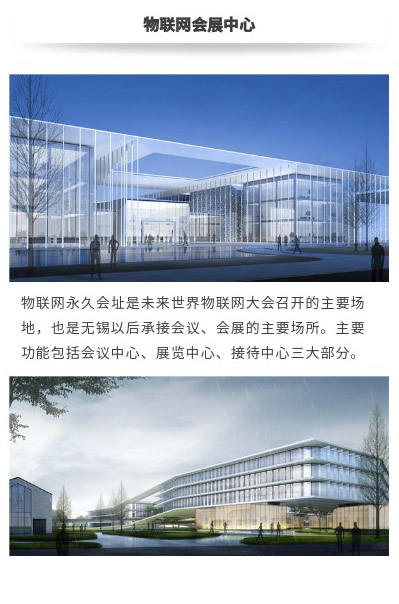 物联网会展中心
物联网永久会址是未来世界物联网大会召开的主要场
地，也是无锡以后承接会议、会展的主要场所。主要
功能包括会议中心、展览中心、接待中心三大部分。